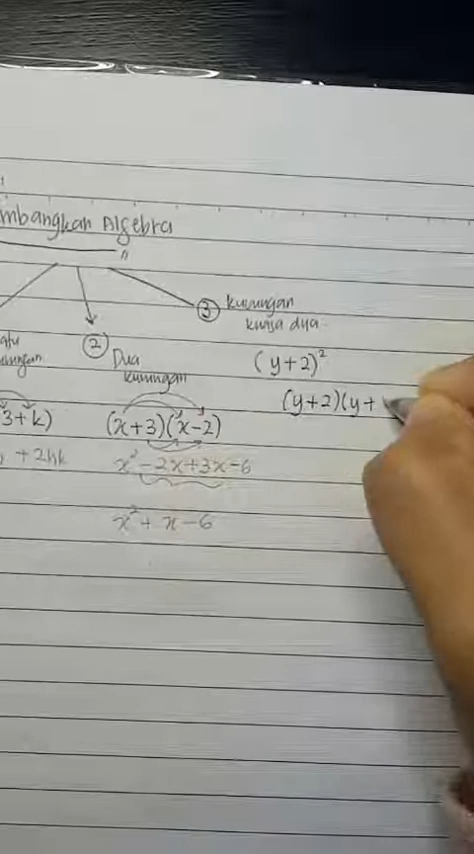 mbangkan Algebra
③ kurungan
kuasa dua
② Dua
kurungan
(y+2)²
(y+2)(y+
3+k)
(x+3)(x-2)
+ 2hk
x²-2x+3x-6
x²+x-6